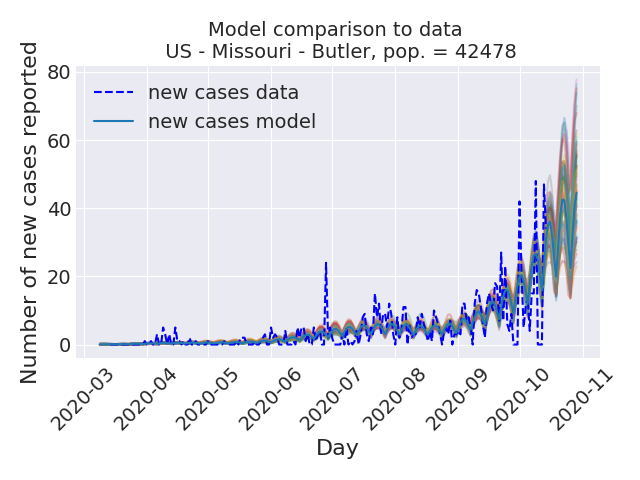 Model comparison to data
US - Missouri - Butler, pop. = 42478
new cases data
new cases model
Number of new cases reported
80
60
40
20
0
2020-03
2020-04
2020-05
2020-06
2020-07
2020-08
2020-09
2020-10
2020-11
Day